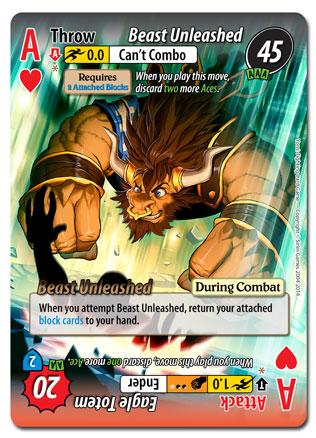 A Throw Beast Unleashed
0.0 Can't Combo 45
Requires
2 Attached Blocks
When you play this move,
discard two more Aces.
AAA
Beast Unleashed During Combat
When you attempt Beast Unleashed, return your attached
block cards to your hand.
When you play this move, discard one more Ace.
AA 2
A Attack Eagle Totem
1.0 Ender 20